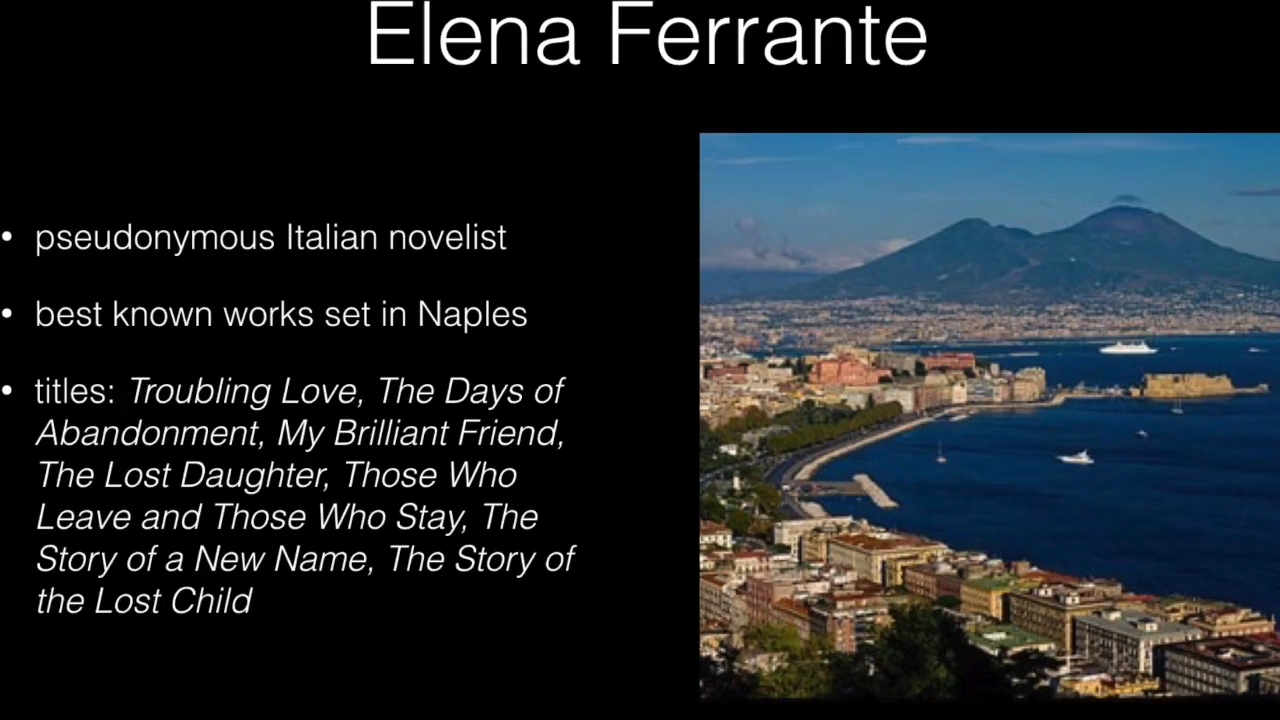 Elena Ferrante
• pseudonymous Italian novelist
• best known works set in Naples
• titles: Troubling Love, The Days of
Abandonment, My Brilliant Friend,
The Lost Daughter, Those Who
Leave and Those Who Stay, The
Story of a New Name, The Story of
the Lost Child